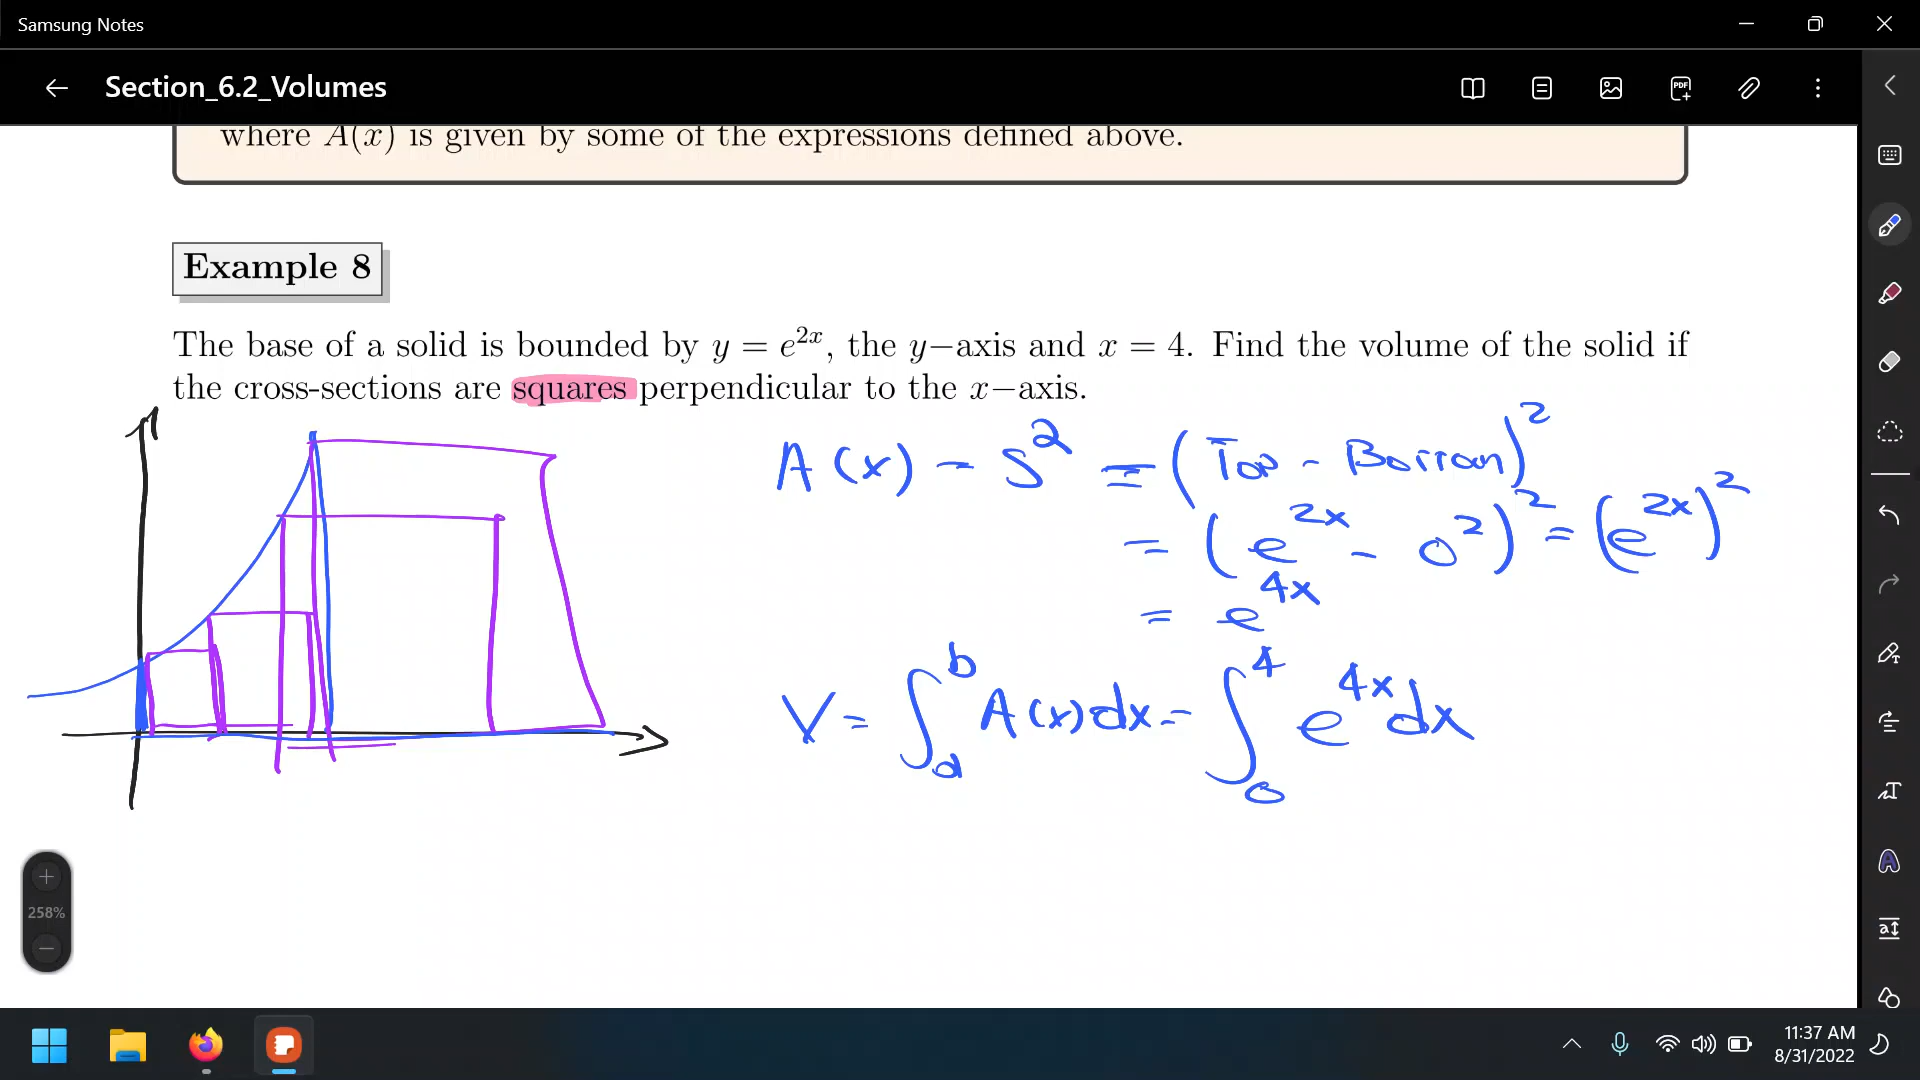 Samsung Notes
Section_6.2_Volumes
where A(x) is given by some of the expressions defined above.
Example 8
The base of a solid is bounded by y = e^{2x}, the y−axis and x = 4. Find the volume of the solid if
the cross-sections are squares perpendicular to the x−axis.
A(x) = s^2 = (Top - Bottom)^2
= (e^{2x} - 0^2)^2 = (e^{2x})^2
= e^{4x}
V = ∫_a^b A(x)dx = ∫_0^4 e^{4x}dx
258%
11:37 AM
8/31/2022